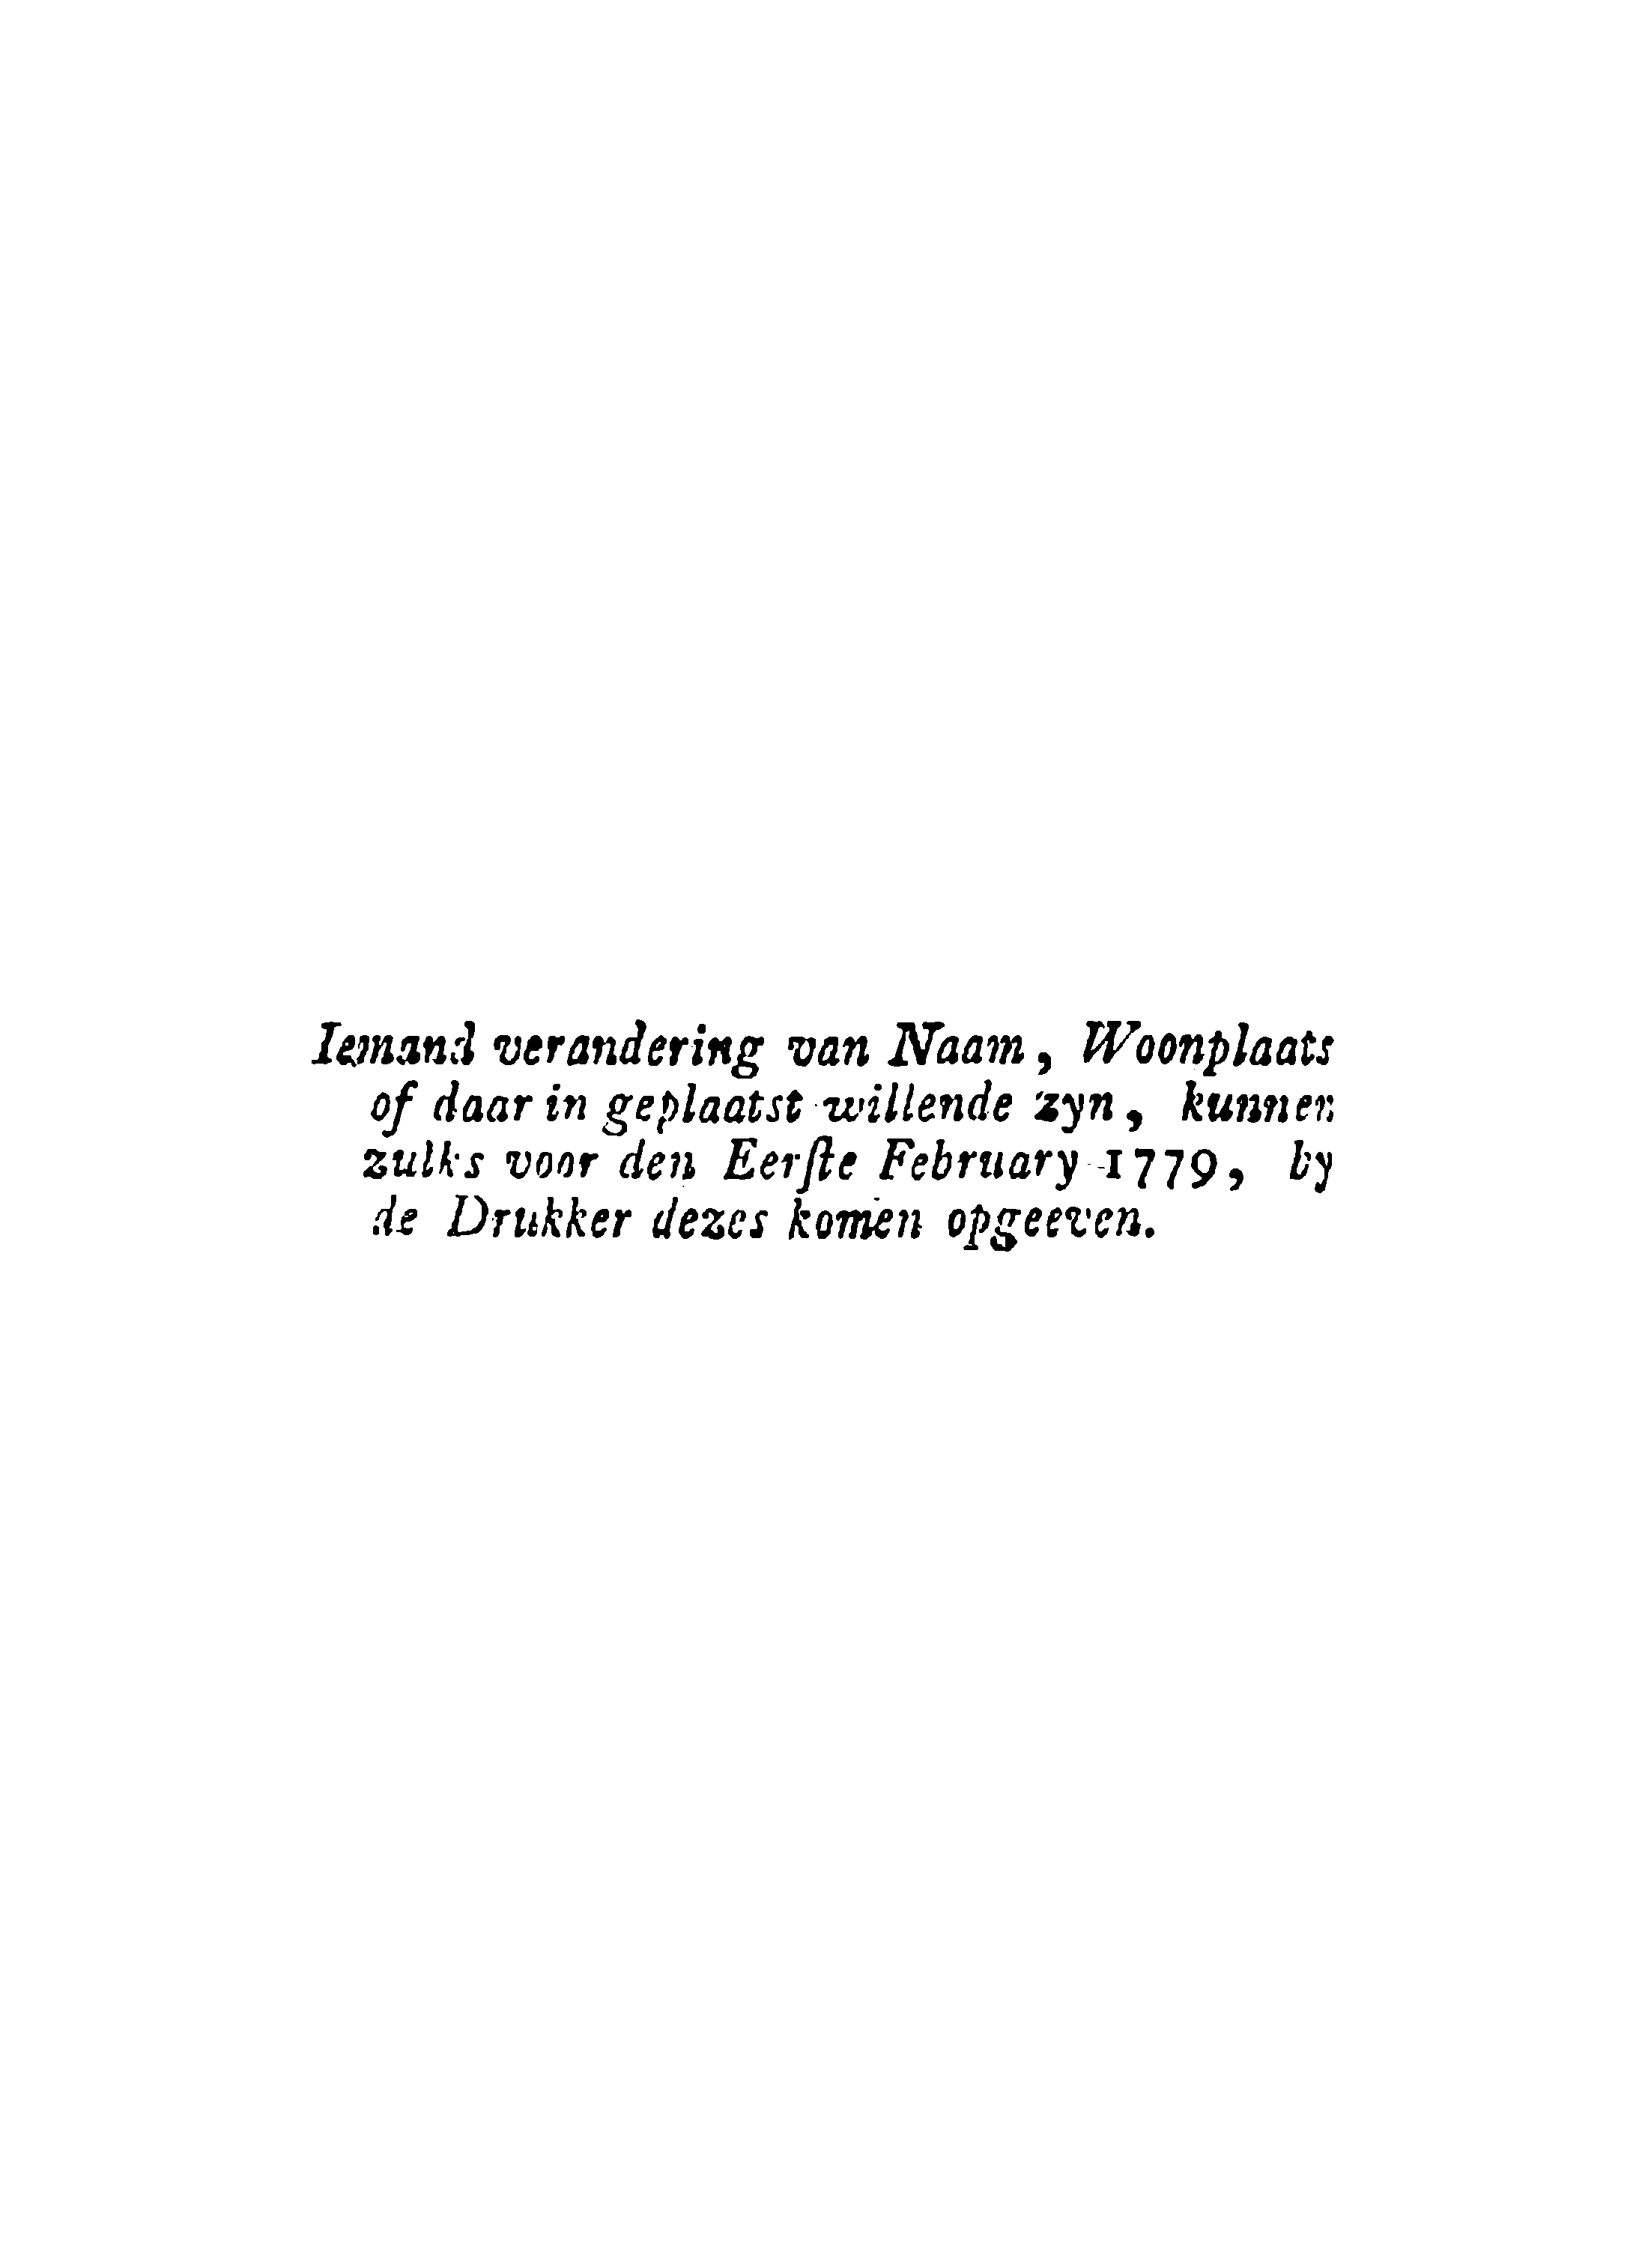 Iemand verandering van Naam, Woonplaats
of daar in geplaatst willende zyn, kunnen
zulks voor den Eerſte February 1779, by
de Drukker dezes komen opgeeven.